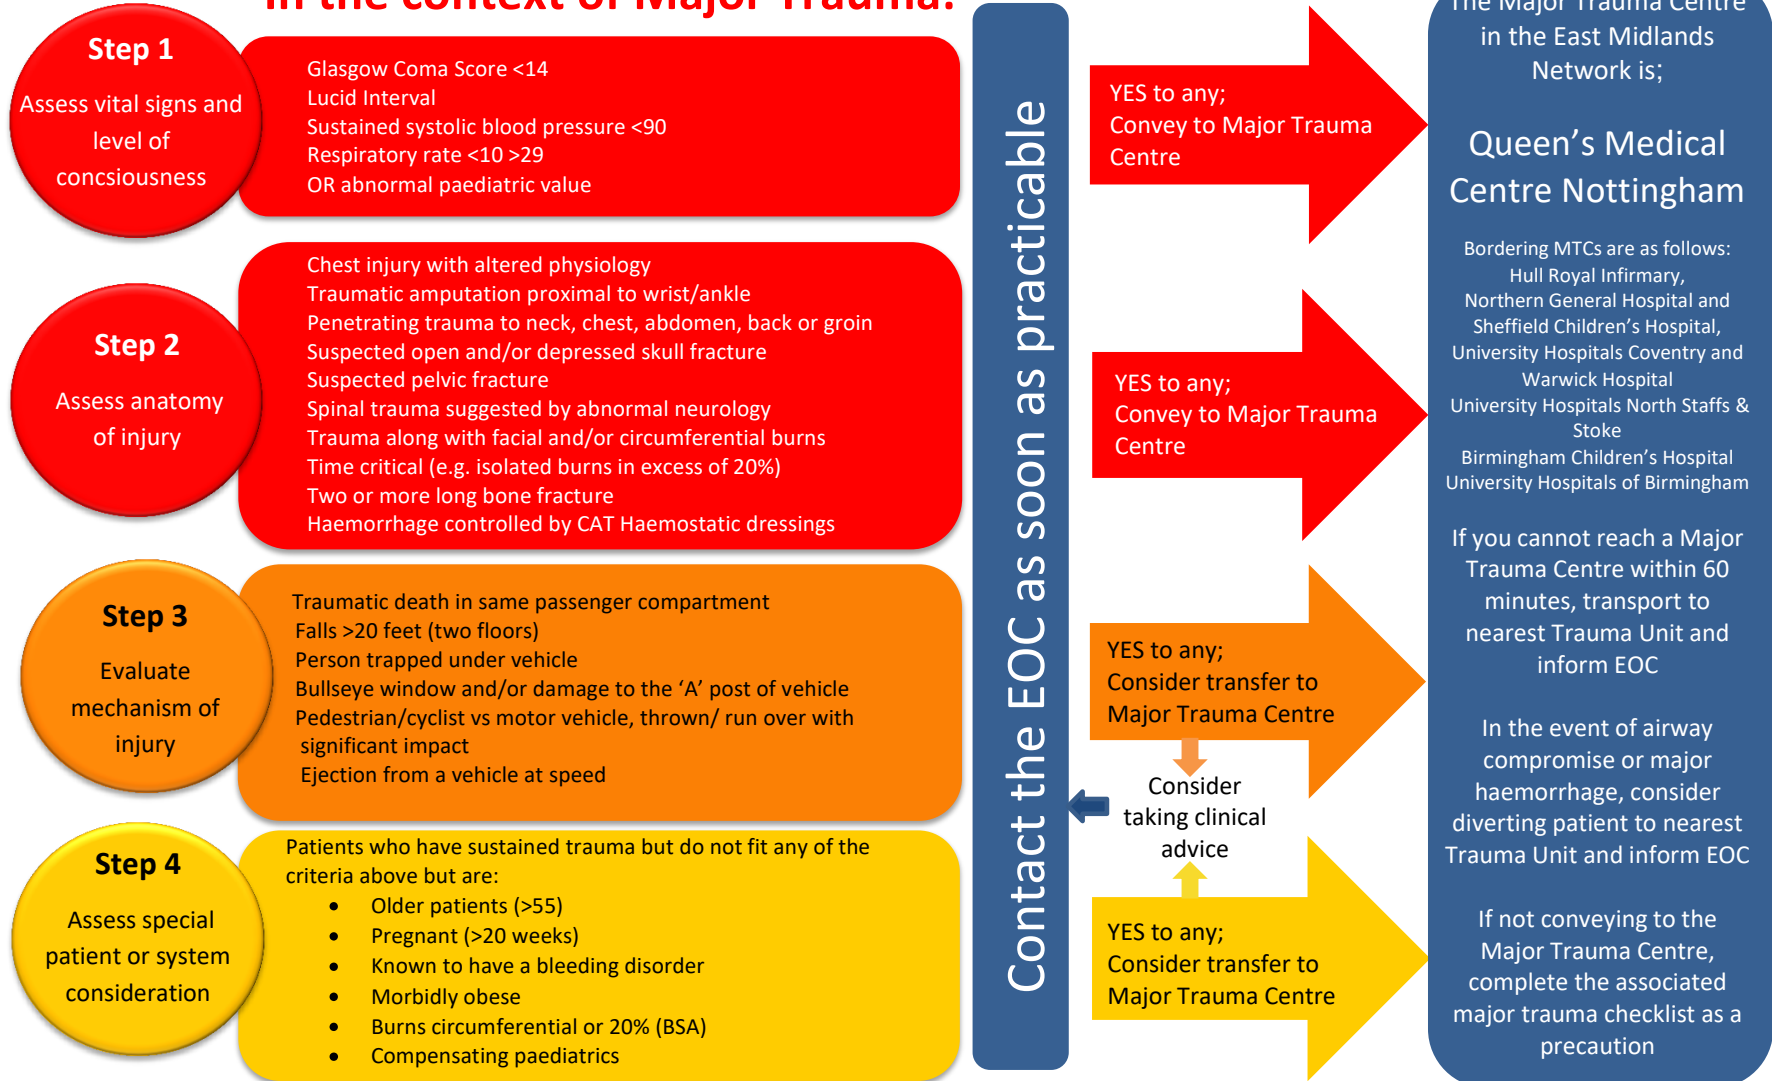 in the context of Major Trauma.
Step 1
Assess vital signs and
level of
concsiousness
Glasgow Coma Score <14
Lucid Interval
Sustained systolic blood pressure <90
Respiratory rate <10 >29
OR abnormal paediatric value
YES to any;
Convey to Major Trauma
Centre
Step 2
Assess anatomy
of injury
Chest injury with altered physiology
Traumatic amputation proximal to wrist/ankle
Penetrating trauma to neck, chest, abdomen, back or groin
Suspected open and/or depressed skull fracture
Suspected pelvic fracture
Spinal trauma suggested by abnormal neurology
Trauma along with facial and/or circumferential burns
Time critical (e.g. isolated burns in excess of 20%)
Two or more long bone fracture
Haemorrhage controlled by CAT Haemostatic dressings
YES to any;
Convey to Major Trauma
Centre
Step 3
Evaluate
mechanism of
injury
Traumatic death in same passenger compartment
Falls >20 feet (two floors)
Person trapped under vehicle
Bullseye window and/or damage to the ‘A’ post of vehicle
Pedestrian/cyclist vs motor vehicle, thrown/ run over with
significant impact
Ejection from a vehicle at speed
YES to any;
Consider transfer to
Major Trauma Centre
Consider
taking clinical
advice
Step 4
Assess special
patient or system
consideration
Patients who have sustained trauma but do not fit any of the
criteria above but are:
• Older patients (>55)
• Pregnant (>20 weeks)
• Known to have a bleeding disorder
• Morbidly obese
• Burns circumferential or 20% (BSA)
• Compensating paediatrics
YES to any;
Consider transfer to
Major Trauma Centre
Contact the EOC as soon as practicable
The Major Trauma Centre
in the East Midlands
Network is;
Queen’s Medical
Centre Nottingham
Bordering MTCs are as follows:
Hull Royal Infirmary,
Northern General Hospital and
Sheffield Children’s Hospital,
University Hospitals Coventry and
Warwick Hospital
University Hospitals North Staffs &
Stoke
Birmingham Children’s Hospital
University Hospitals of Birmingham
If you cannot reach a Major
Trauma Centre within 60
minutes, transport to
nearest Trauma Unit and
inform EOC
In the event of airway
compromise or major
haemorrhage, consider
diverting patient to nearest
Trauma Unit and inform EOC
If not conveying to the
Major Trauma Centre,
complete the associated
major trauma checklist as a
precaution